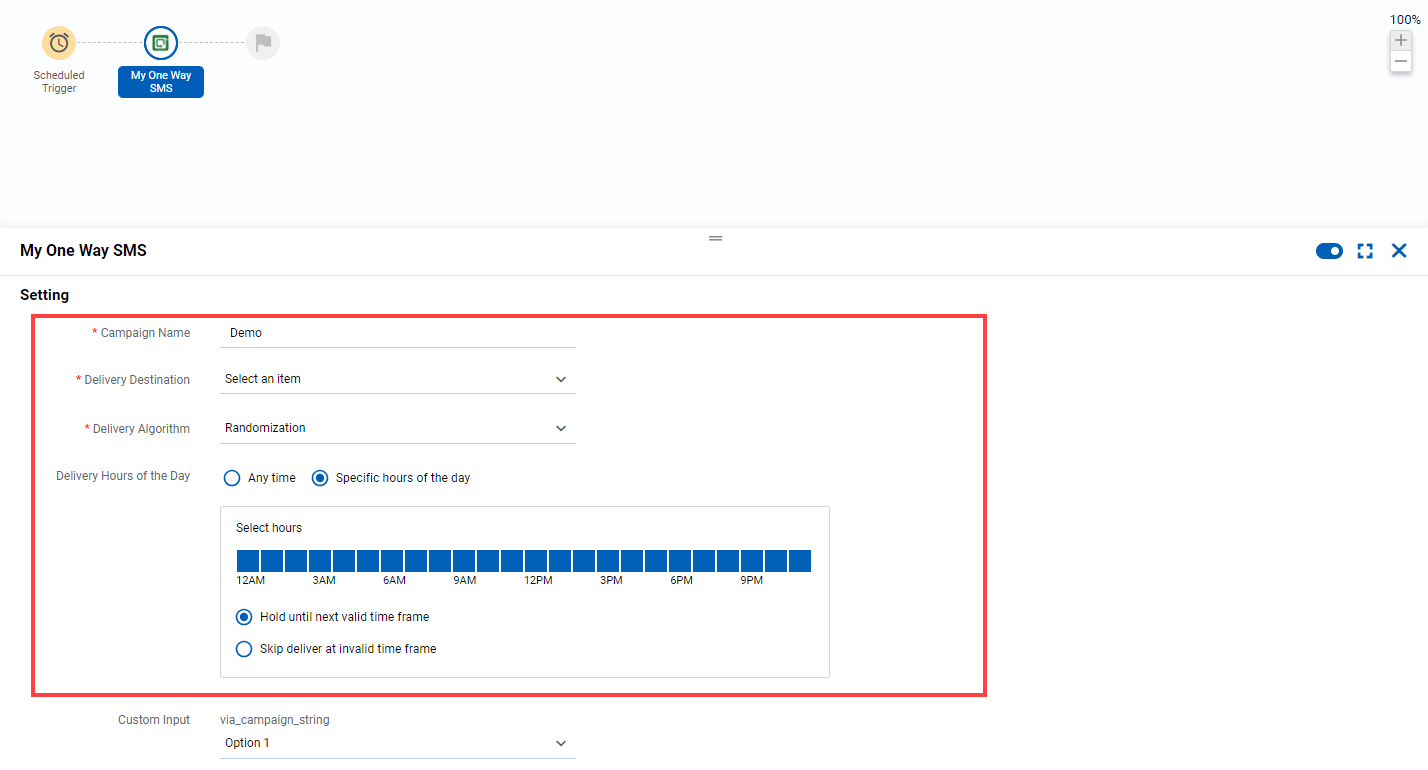 100%
Scheduled
Trigger
My One Way
SMS
My One Way SMS
Setting
* Campaign Name
Demo
* Delivery Destination
Select an item
* Delivery Algorithm
Randomization
Delivery Hours of the Day
Any time
Specific hours of the day
Select hours
12AM 3AM 6AM 9AM 12PM 3PM 6PM 9PM
Hold until next valid time frame
Skip deliver at invalid time frame
Custom Input
via_campaign_string
Option 1